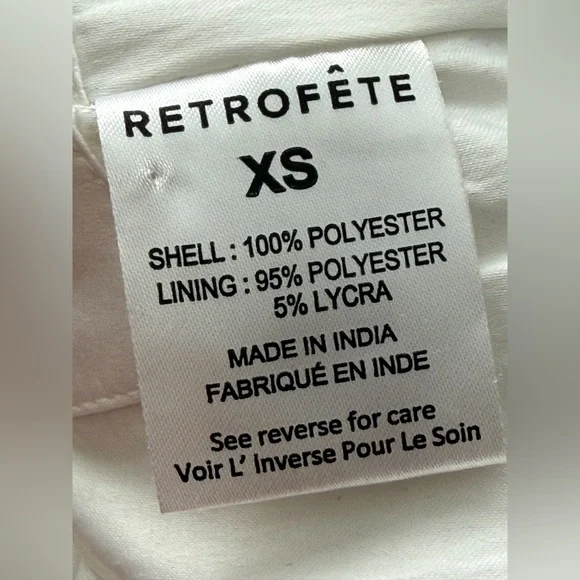 RETROFÊTE
XS
SHELL : 100% POLYESTER
LINING : 95% POLYESTER
5% LYCRA
MADE IN INDIA
FABRIQUÉ EN INDE
See reverse for care
Voir L' Inverse Pour Le Soin